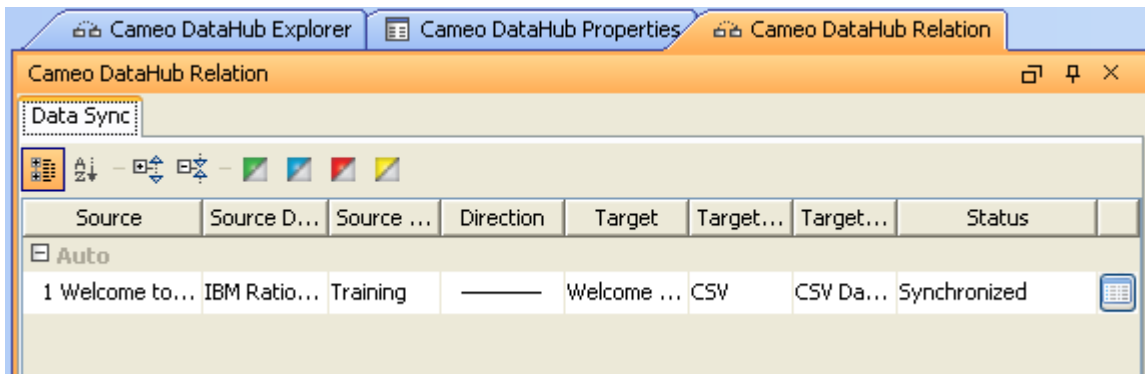 Cameo DataHub Explorer Cameo DataHub Properties Cameo DataHub Relation
Cameo DataHub Relation
Data Sync
Source Source D... Source ... Direction Target Target... Target... Status
Auto
1 Welcome to... IBM Ratio... Training Welcome ... CSV CSV Da... Synchronized